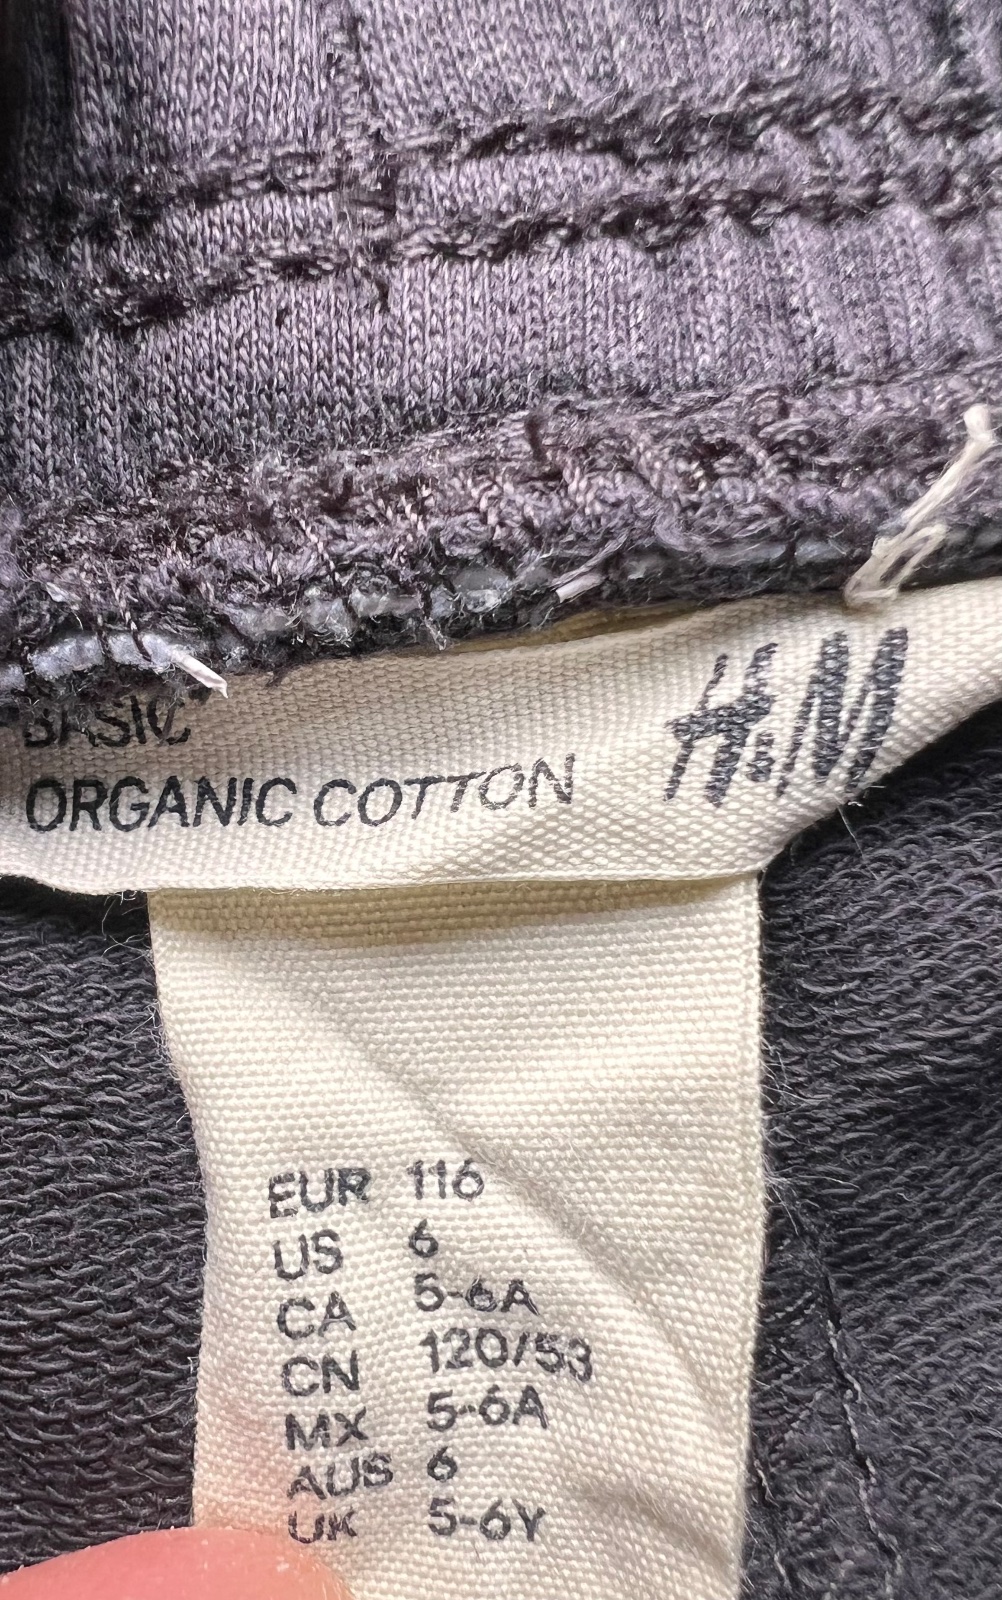 BASIC
ORGANIC COTTON
H&M
EUR 116
US 6
CA 5-6A
CN 120/53
MX 5-6A
AUS 6
UK 5-6Y